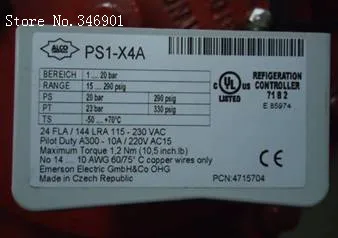 Store No.346901
ALCO
PS1-X4A
BEREICH 1 ... 20 bar
RANGE 15 ... 290 psig
PS 20 bar 290 psig
PT 23 bar 330 psig
TS -50 ... +70°C
24 FLA / 144 LRA 115 - 230 VAC
Pilot Duty A300 - 10A / 220V AC15
Maximum Torque 1,2 Nm (10,5 inch.lb)
No 14 ... 10 AWG 60/75° C copper wires only
Emerson Electric GmbH&Co OHG
Made in Czech Republic
PCN:4715704
C UL US
LISTED
REFIGERATION
CONTROLLER
71 B 2
E 85974